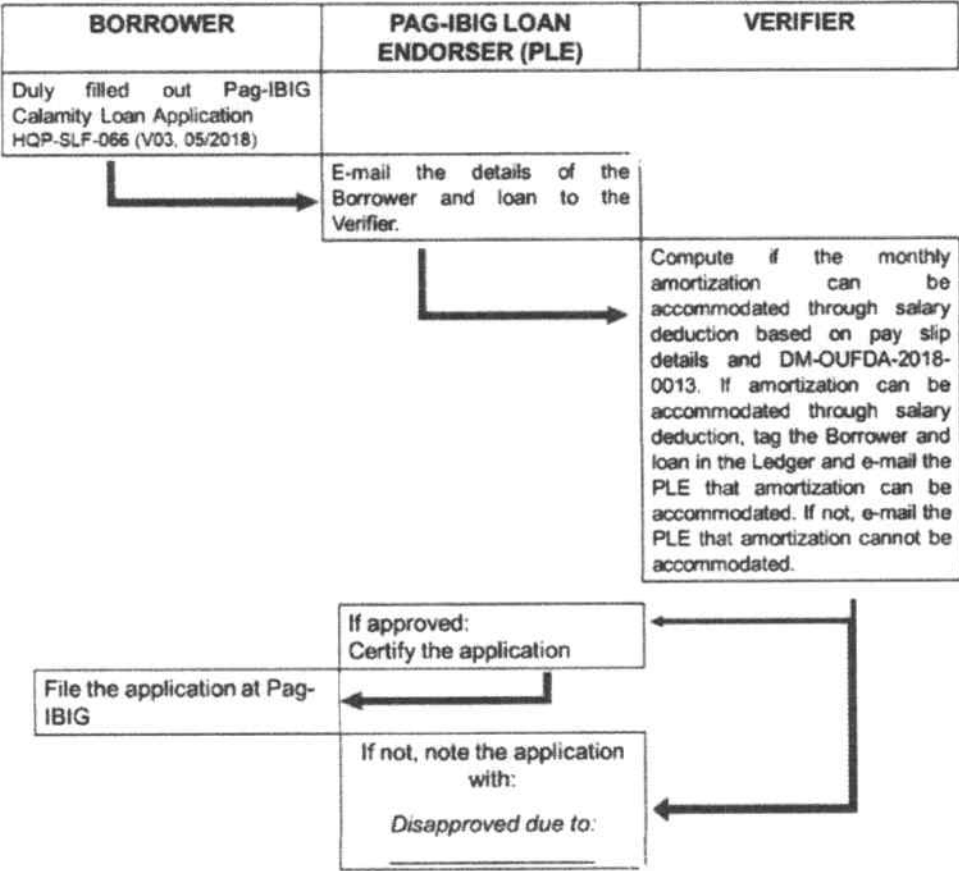 BORROWER
PAG-IBIG LOAN
ENDORSER (PLE)
VERIFIER
Duly filled out Pag-IBIG
Calamity Loan Application
HQP-SLF-066 (V03, 05/2018)
E-mail the details of the
Borrower and loan to the
Verifier.
Compute if the monthly
amortization can be
accommodated through salary
deduction based on pay slip
details and DM-OUFDA-2018-
0013. If amortization can be
accommodated through salary
deduction, tag the Borrower and
loan in the Ledger and e-mail the
PLE that amortization can be
accommodated. If not, e-mail the
PLE that amortization cannot be
accommodated.
If approved:
Certify the application
File the application at Pag-
IBIG
If not, note the application
with:
Disapproved due to: